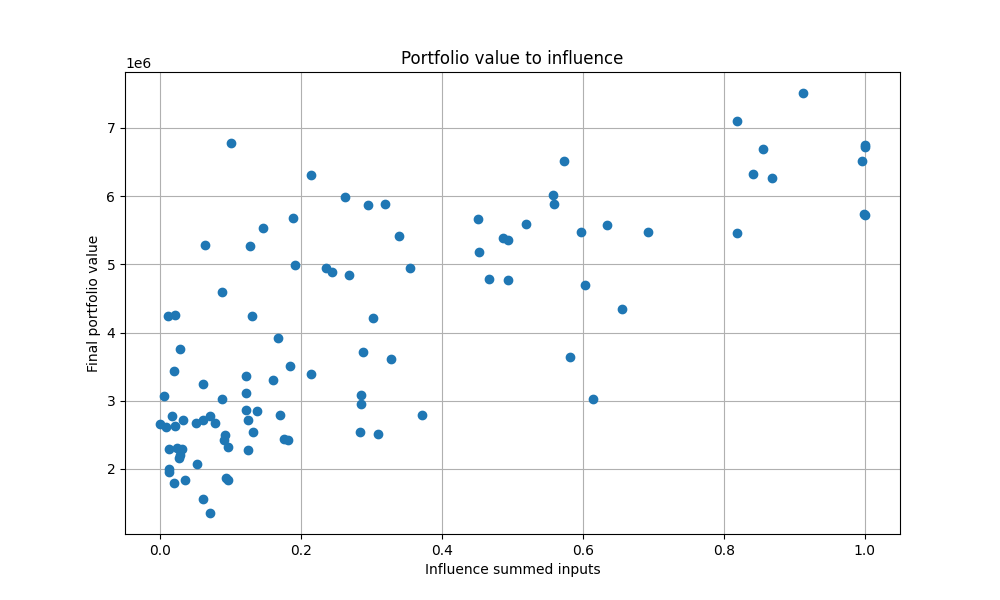 Portfolio value to influence
1e6
7
6
5
4
3
2
Final portfolio value
0.0 0.2 0.4 0.6 0.8 1.0
Influence summed inputs